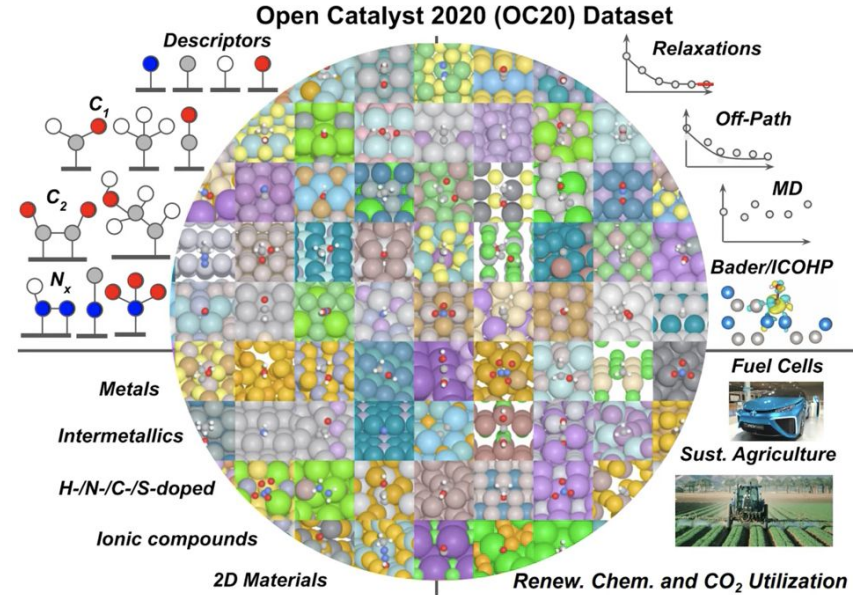 Open Catalyst 2020 (OC20) Dataset
Descriptors
C₁
C₂
Nₓ
Relaxations
Off-Path
MD
Bader/ICOHP
Metals
Intermetallics
H-/N-/C-/S-doped
Ionic compounds
2D Materials
Fuel Cells
Sust. Agriculture
Renew. Chem. and CO₂ Utilization